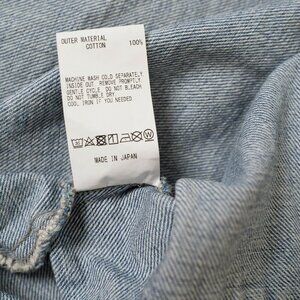 OUTER MATERIAL
COTTON 100%
MACHINE WASH COLD SEPARATELY
INSIDE OUT REMOVE PROMPTLY
GENTLE CYCLE. DO NOT BLEACH
DO NOT TUMBLE DRY
COOL IRON IF YOU NEEDED
MADE IN JAPAN